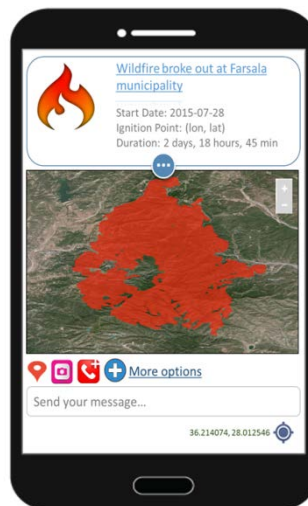 Wildfire broke out at Farsala
municipality
Start Date: 2015-07-28
Ignition Point: (lon, lat)
Duration: 2 days, 18 hours, 45 min
More options
Send your message...
36.214074, 28.012546